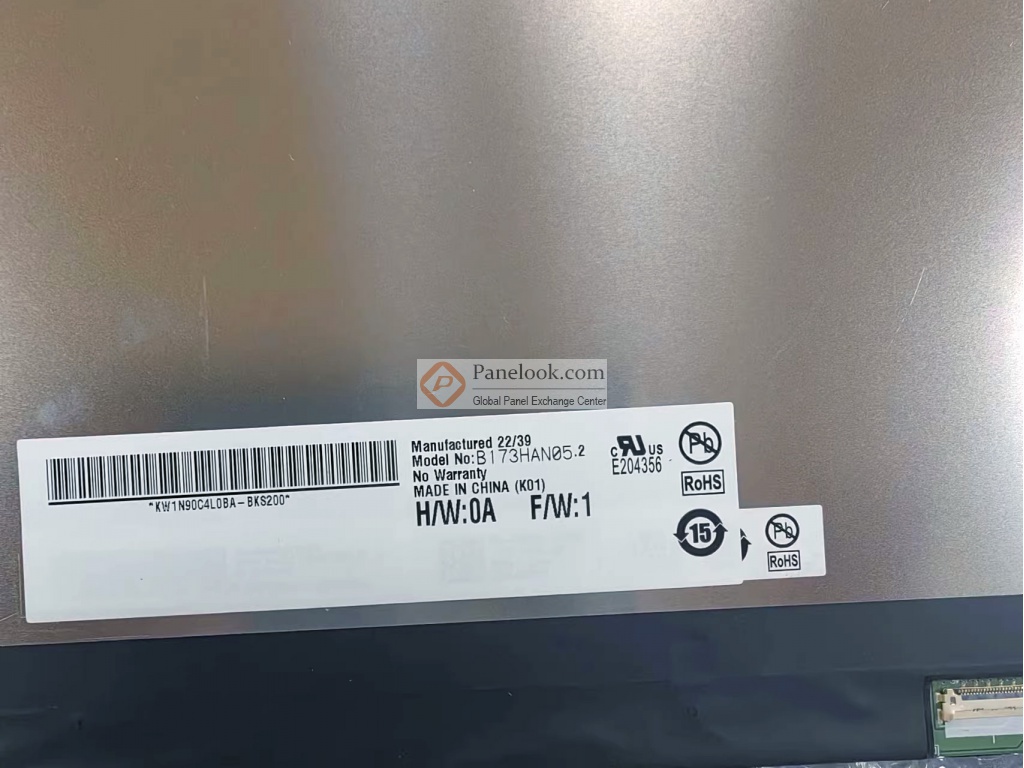 Panelook.com
Global Panel Exchange Center
Manufactured 22/39
Model No:B173HAN05.2
No Warranty
MADE IN CHINA (K01)
H/W:0A F/W:1
*KW1N90C4L0BA-BKS200*
c UR US
E204356
Pb
RoHS
15
Pb
RoHS